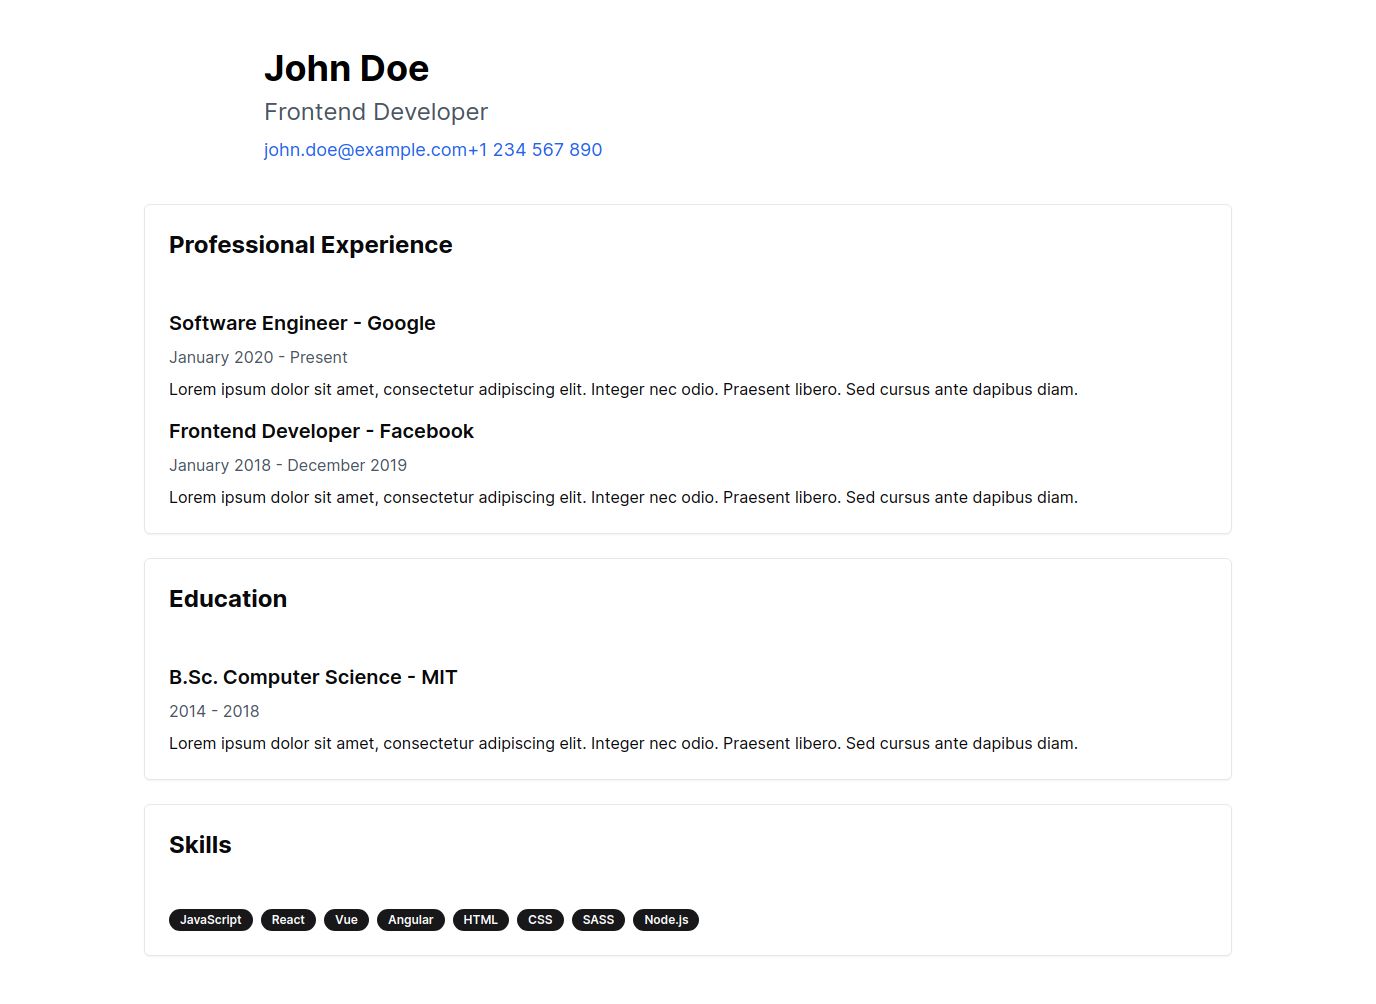 John Doe
Frontend Developer
john.doe@example.com+1 234 567 890
Professional Experience
Software Engineer - Google
January 2020 - Present
Lorem ipsum dolor sit amet, consectetur adipiscing elit. Integer nec odio. Praesent libero. Sed cursus ante dapibus diam.
Frontend Developer - Facebook
January 2018 - December 2019
Lorem ipsum dolor sit amet, consectetur adipiscing elit. Integer nec odio. Praesent libero. Sed cursus ante dapibus diam.
Education
B.Sc. Computer Science - MIT
2014 - 2018
Lorem ipsum dolor sit amet, consectetur adipiscing elit. Integer nec odio. Praesent libero. Sed cursus ante dapibus diam.
Skills
JavaScript React Vue Angular HTML CSS SASS Node.js